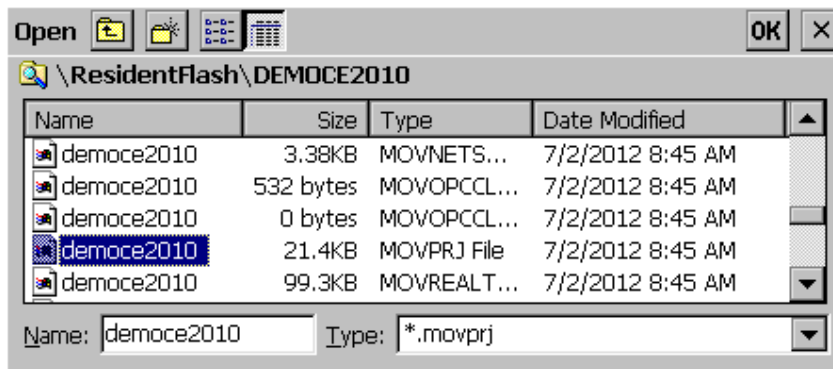 Open OK ×
\ResidentFlash\DEMOCE2010
Name Size Type Date Modified
democe2010 3.38KB MOVNETS... 7/2/2012 8:45 AM
democe2010 532 bytes MOVOPCCL... 7/2/2012 8:45 AM
democe2010 0 bytes MOVOPCCL... 7/2/2012 8:45 AM
democe2010 21.4KB MOVPRJ File 7/2/2012 8:45 AM
democe2010 99.3KB MOVREALT... 7/2/2012 8:45 AM
Name: democe2010 Type: *.movprj